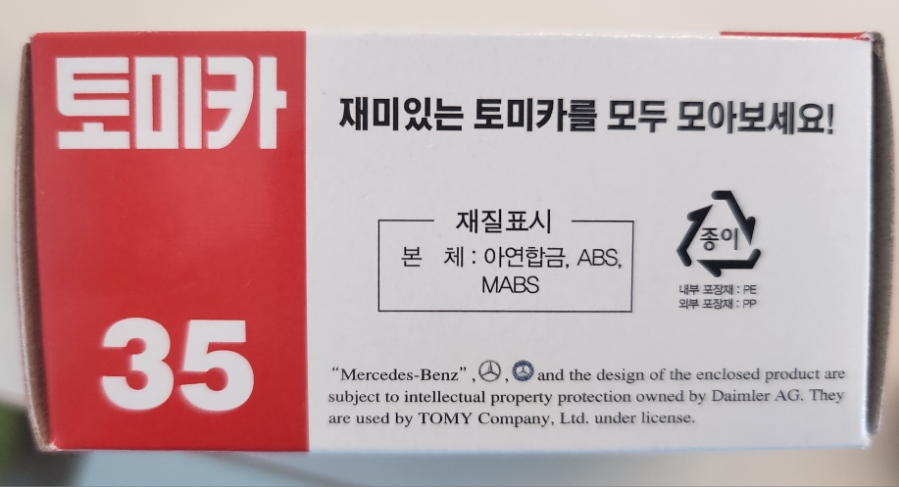 토미카
35
재미있는 토미카를 모두 모아보세요!
재질표시
본 체 : 아연합금, ABS,
MABS
종이
내부 포장재 : PE
외부 포장재 : PP
“Mercedes-Benz”, , and the design of the enclosed product are
subject to intellectual property protection owned by Daimler AG. They
are used by TOMY Company, Ltd. under license.